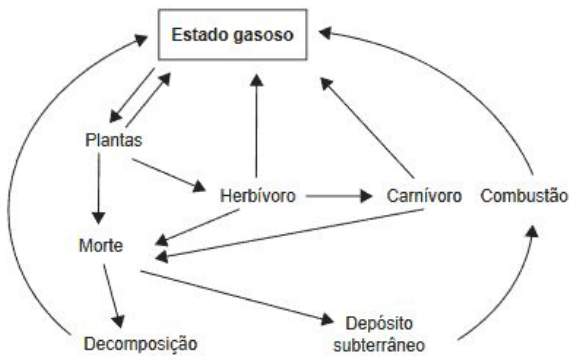 Estado gasoso
Plantas
Herbívoro
Carnívoro
Combustão
Morte
Decomposição
Depósito
subterrâneo